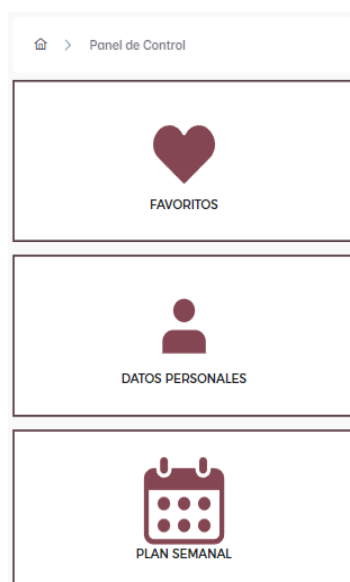 Panel de Control
FAVORITOS
DATOS PERSONALES
PLAN SEMANAL